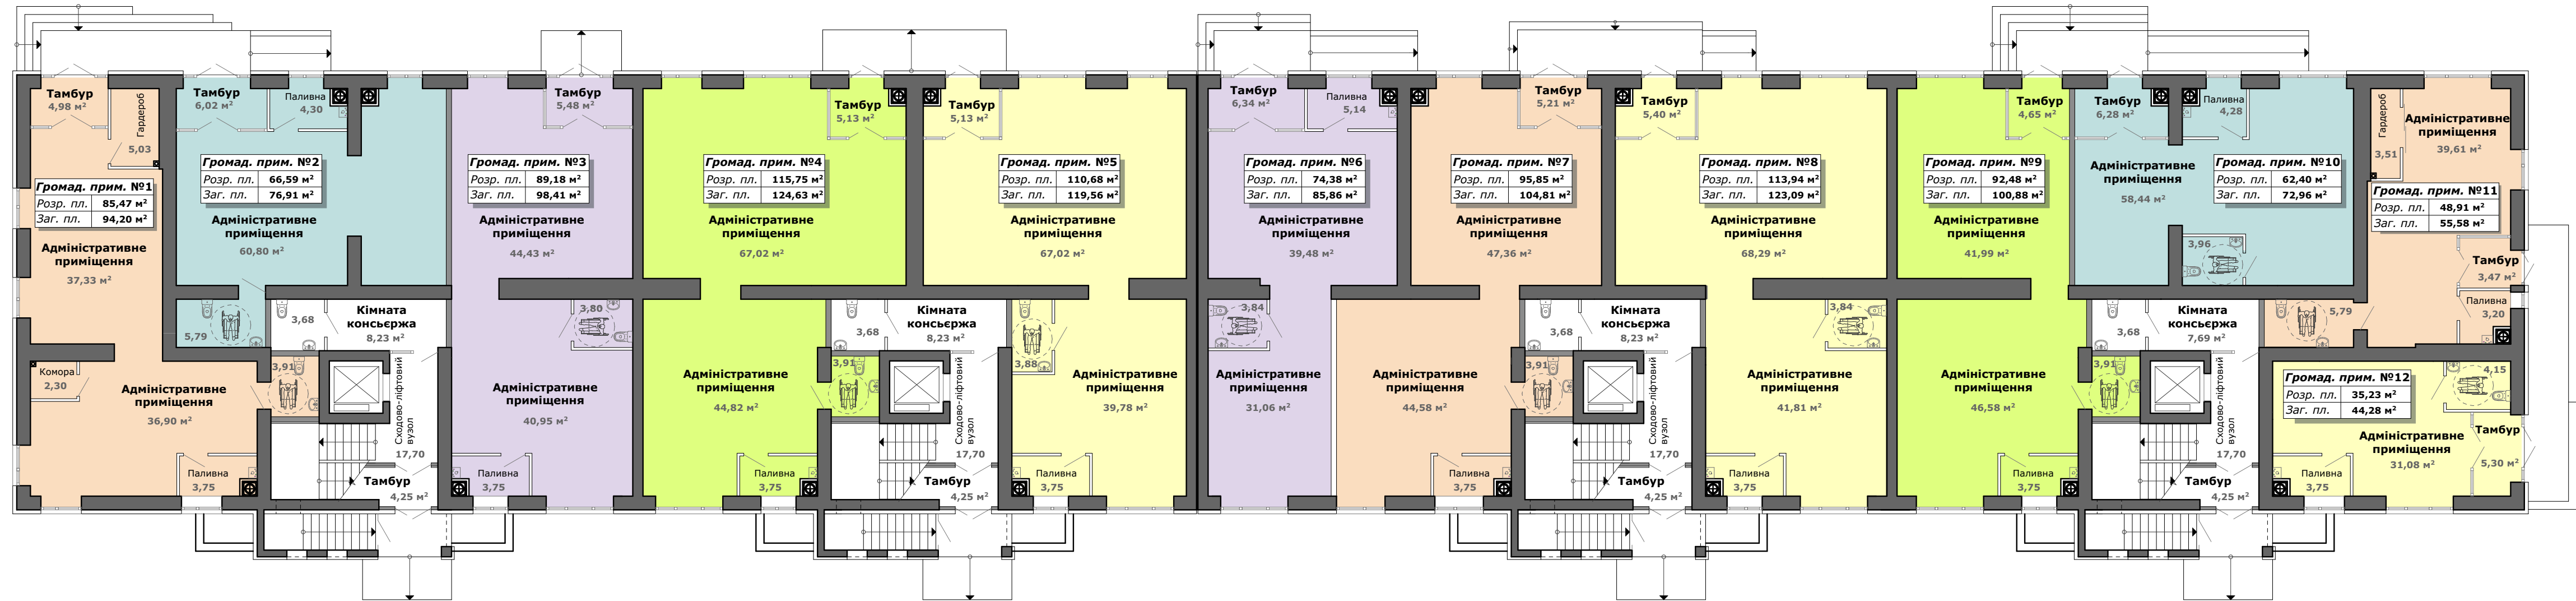 Тамбур
4,98 м²
Гардероб
5,03
Громад. прим. №1
Розр. пл. 85,47 м²
Заг. пл. 94,20 м²
Адміністративне
приміщення
37,33 м²
Комора
2,30
Адміністративне
приміщення
36,90 м²
3,91
Паливна
3,75
Тамбур
6,02 м²
Паливна
4,30
Громад. прим. №2
Розр. пл. 66,59 м²
Заг. пл. 76,91 м²
Адміністративне
приміщення
60,80 м²
5,79
3,68
Кімната
консьєржа
8,23 м²
Сходово-ліфтовий
вузол
17,70
Тамбур
4,25 м²
Тамбур
5,48 м²
Громад. прим. №3
Розр. пл. 89,18 м²
Заг. пл. 98,41 м²
Адміністративне
приміщення
44,43 м²
3,80
Адміністративне
приміщення
40,95 м²
Паливна
3,75
Тамбур
5,13 м²
Громад. прим. №4
Розр. пл. 115,75 м²
Заг. пл. 124,63 м²
Адміністративне
приміщення
67,02 м²
Адміністративне
приміщення
44,82 м²
3,91
Паливна
3,75
3,68
Кімната
консьєржа
8,23 м²
Сходово-ліфтовий
вузол
17,70
Тамбур
4,25 м²
Тамбур
5,13 м²
Громад. прим. №5
Розр. пл. 110,68 м²
Заг. пл. 119,56 м²
Адміністративне
приміщення
67,02 м²
3,88
Адміністративне
приміщення
39,78 м²
Паливна
3,75
Тамбур
6,34 м²
Паливна
5,14
Громад. прим. №6
Розр. пл. 74,38 м²
Заг. пл. 85,86 м²
Адміністративне
приміщення
39,48 м²
3,84
Адміністративне
приміщення
31,06 м²
Тамбур
5,21 м²
Громад. прим. №7
Розр. пл. 95,85 м²
Заг. пл. 104,81 м²
Адміністративне
приміщення
47,36 м²
Адміністративне
приміщення
44,58 м²
3,91
Паливна
3,75
3,68
Кімната
консьєржа
8,23 м²
Сходово-ліфтовий
вузол
17,70
Тамбур
4,25 м²
Тамбур
5,40 м²
Громад. прим. №8
Розр. пл. 113,94 м²
Заг. пл. 123,09 м²
Адміністративне
приміщення
68,29 м²
3,84
Адміністративне
приміщення
41,81 м²
Паливна
3,75
Тамбур
4,65 м²
Громад. прим. №9
Розр. пл. 92,48 м²
Заг. пл. 100,88 м²
Адміністративне
приміщення
41,99 м²
Адміністративне
приміщення
46,58 м²
3,91
Паливна
3,75
3,68
Кімната
консьєржа
7,69 м²
Сходово-ліфтовий
вузол
17,70
Тамбур
4,25 м²
Тамбур
6,28 м²
Паливна
4,28
Адміністративне
приміщення
58,44 м²
Громад. прим. №10
Розр. пл. 62,40 м²
Заг. пл. 72,96 м²
3,96
Гардероб
3,51
Адміністративне
приміщення
39,61 м²
Громад. прим. №11
Розр. пл. 48,91 м²
Заг. пл. 55,58 м²
Тамбур
3,47 м²
Паливна
3,20
5,79
Громад. прим. №12
Розр. пл. 35,23 м²
Заг. пл. 44,28 м²
4,15
Адміністративне
приміщення
31,08 м²
Тамбур
5,30 м²
Паливна
3,75